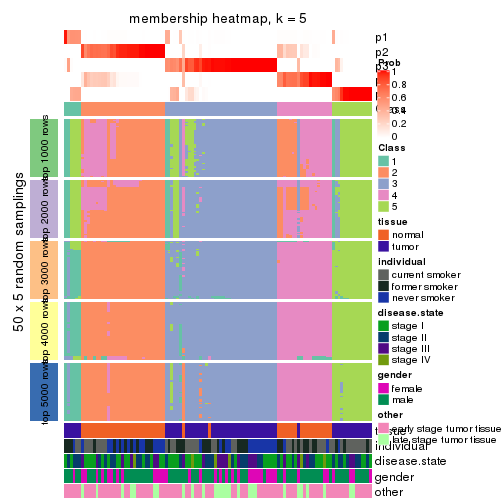 membership heatmap, k = 5
p1
p2
p3
Prob
1
0.8
0.6
0.4
0.2
0
Class
1
2
3
4
5
tissue
normal
tumor
individual
current smoker
former smoker
never smoker
disease.state
stage I
stage II
stage III
stage IV
gender
female
male
other
early stage tumor tissue
late stage tumor tissue
50 x 5 random samplings
top 1000 rows
top 2000 rows
top 3000 rows
top 4000 rows
top 5000 rows
tissue
individual
disease.state
gender
other